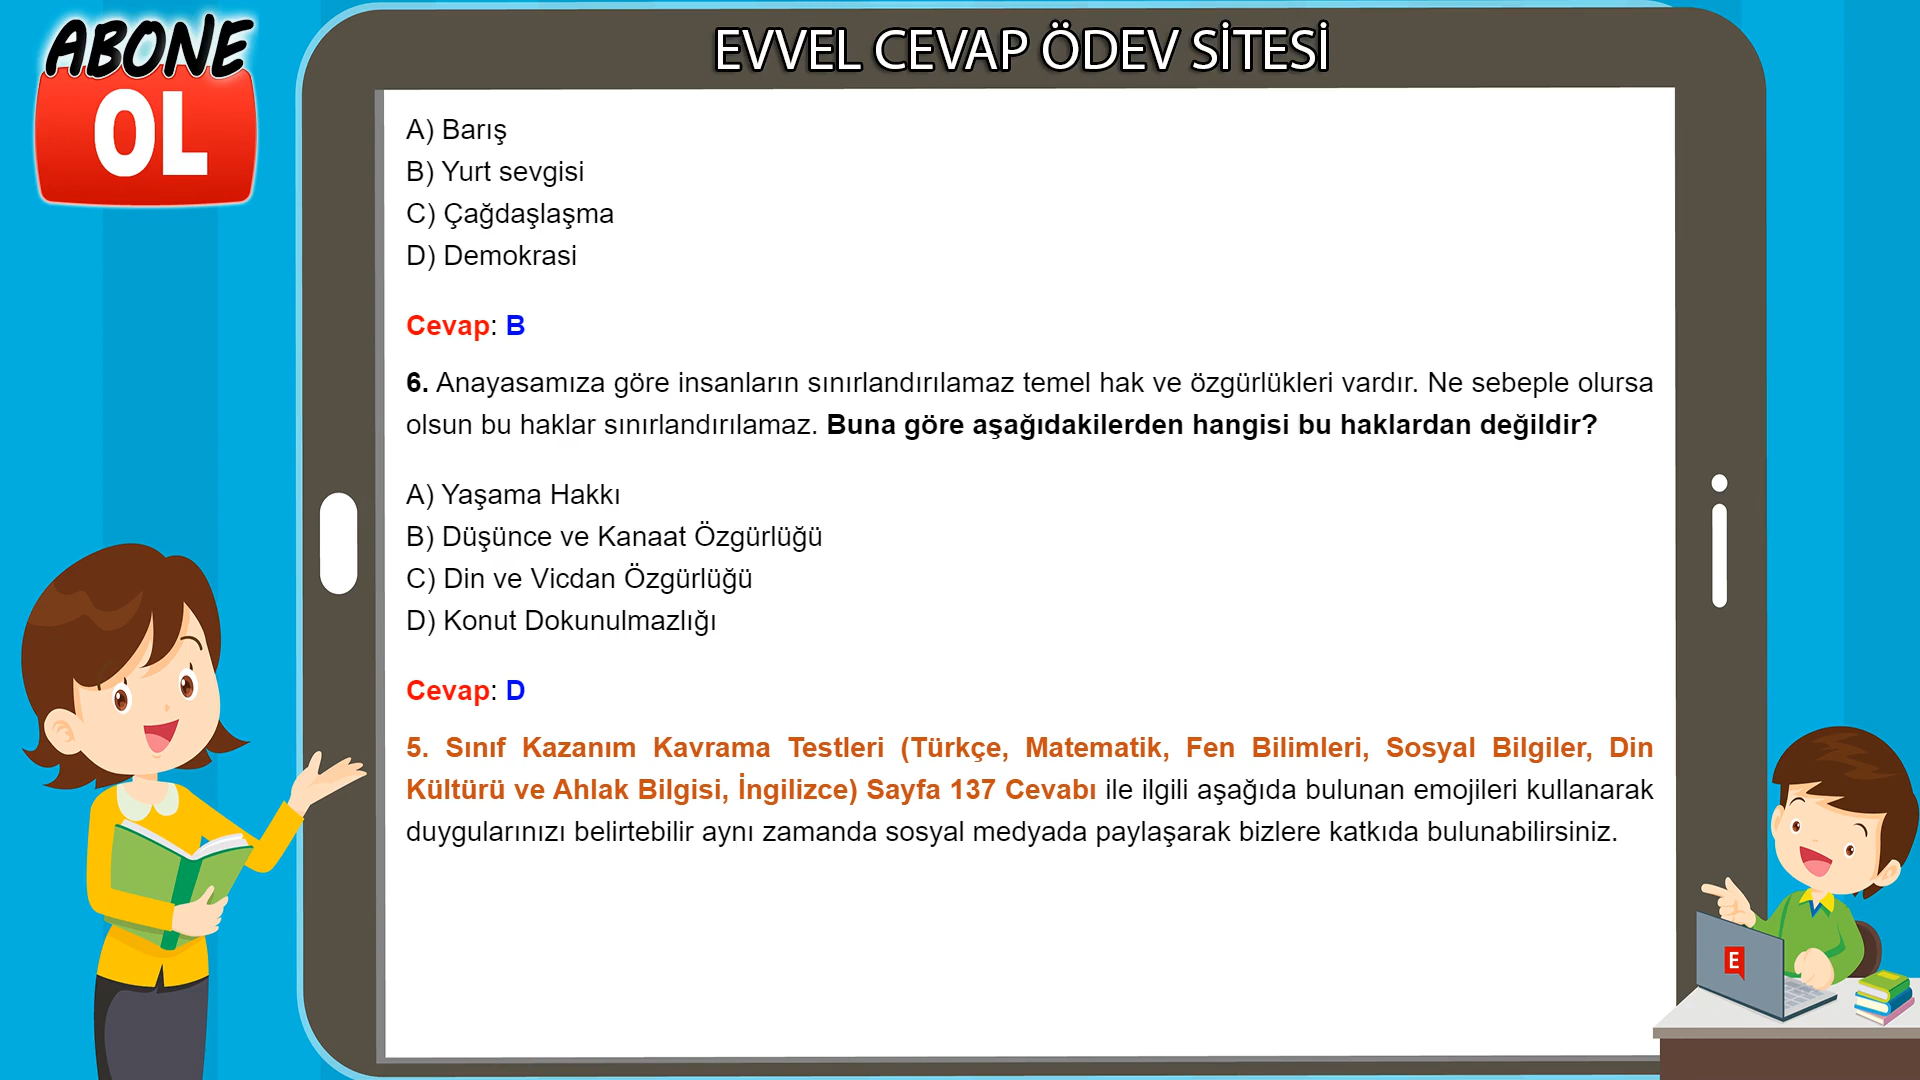 ABONE
OL
EVVEL CEVAP ÖDEV SİTESİ
A) Barış
B) Yurt sevgisi
C) Çağdaşlaşma
D) Demokrasi
Cevap: B
6. Anayasamıza göre insanların sınırlandırılamaz temel hak ve özgürlükleri vardır. Ne sebeple olursa
olsun bu haklar sınırlandırılamaz. Buna göre aşağıdakilerden hangisi bu haklardan değildir?
A) Yaşama Hakkı
B) Düşünce ve Kanaat Özgürlüğü
C) Din ve Vicdan Özgürlüğü
D) Konut Dokunulmazlığı
Cevap: D
5. Sınıf Kazanım Kavrama Testleri (Türkçe, Matematik, Fen Bilimleri, Sosyal Bilgiler, Din
Kültürü ve Ahlak Bilgisi, İngilizce) Sayfa 137 Cevabı ile ilgili aşağıda bulunan emojileri kullanarak
duygularınızı belirtebilir aynı zamanda sosyal medyada paylaşarak bizlere katkıda bulunabilirsiniz.
E